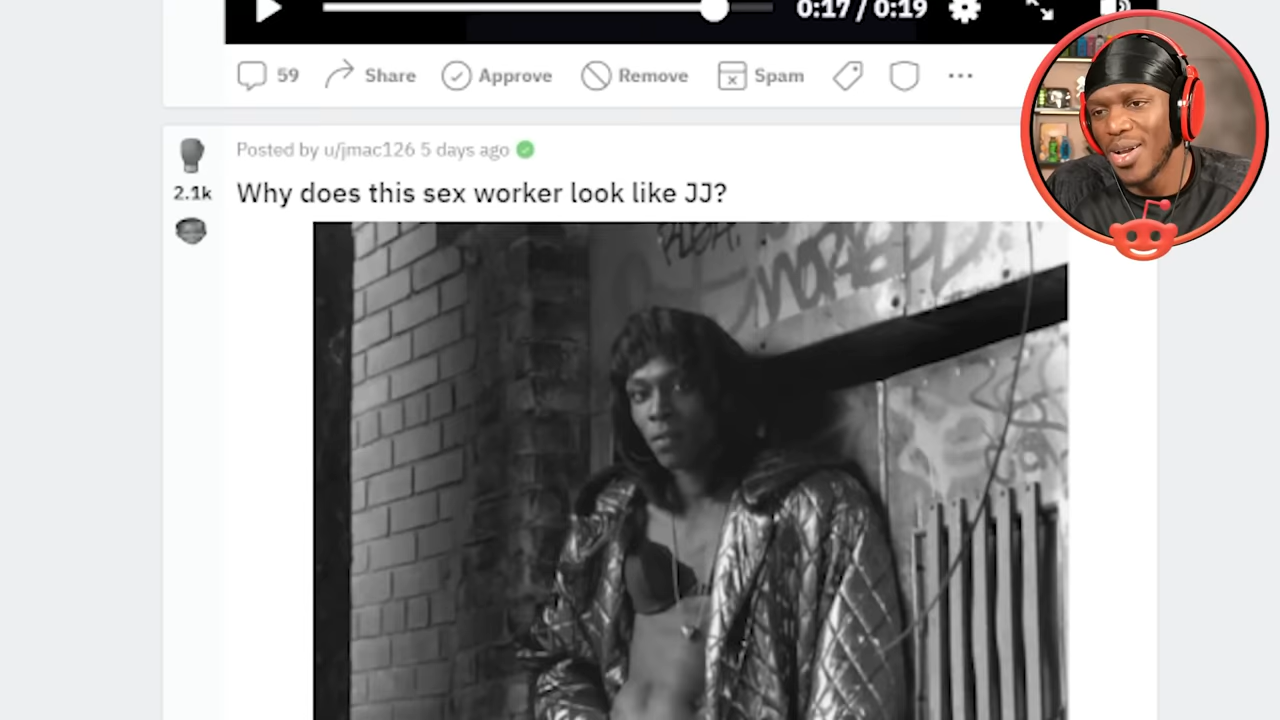 0:17 / 0:19
59 Share Approve Remove Spam
Posted by u/jmac126 5 days ago
2.1k
Why does this sex worker look like JJ?